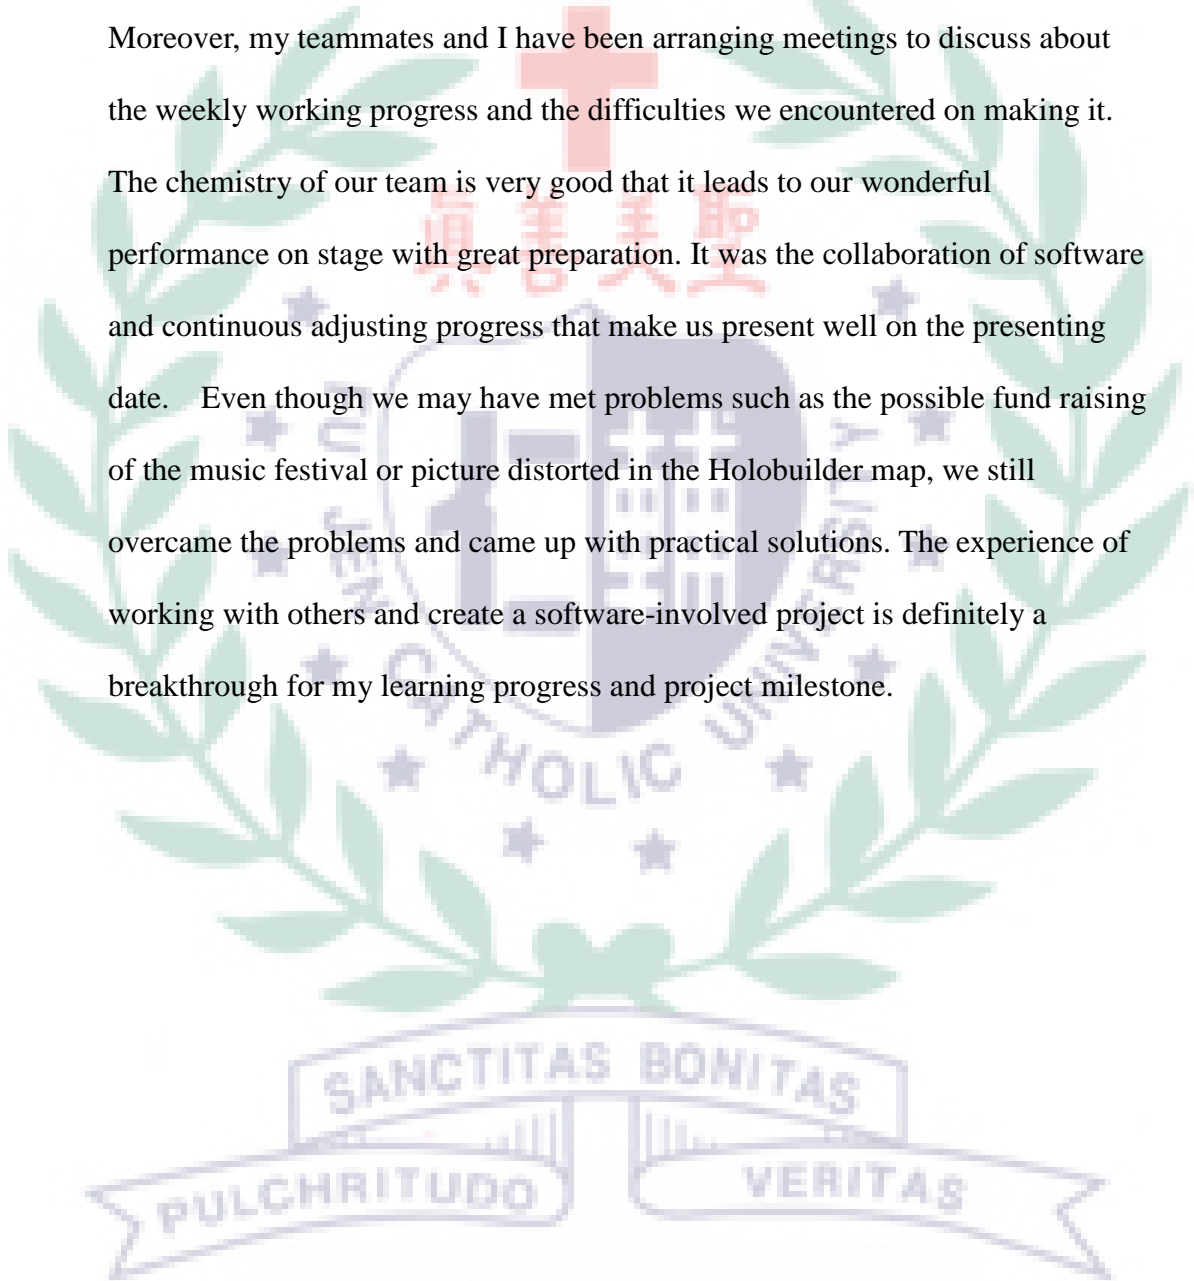 Moreover, my teammates and I have been arranging meetings to discuss about
the weekly working progress and the difficulties we encountered on making it.
The chemistry of our team is very good that it leads to our wonderful
眞善美聖
performance on stage with great preparation. It was the collaboration of software
and continuous adjusting progress that make us present well on the presenting
date.    Even though we may have met problems such as the possible fund raising
of the music festival or picture distorted in the Holobuilder map, we still
overcame the problems and came up with practical solutions. The experience of
working with others and create a software-involved project is definitely a
breakthrough for my learning progress and project milestone.
FU JEN CATHOLIC UNIVERSITY
SANCTITAS BONITAS
PULCHRITUDO VERITAS